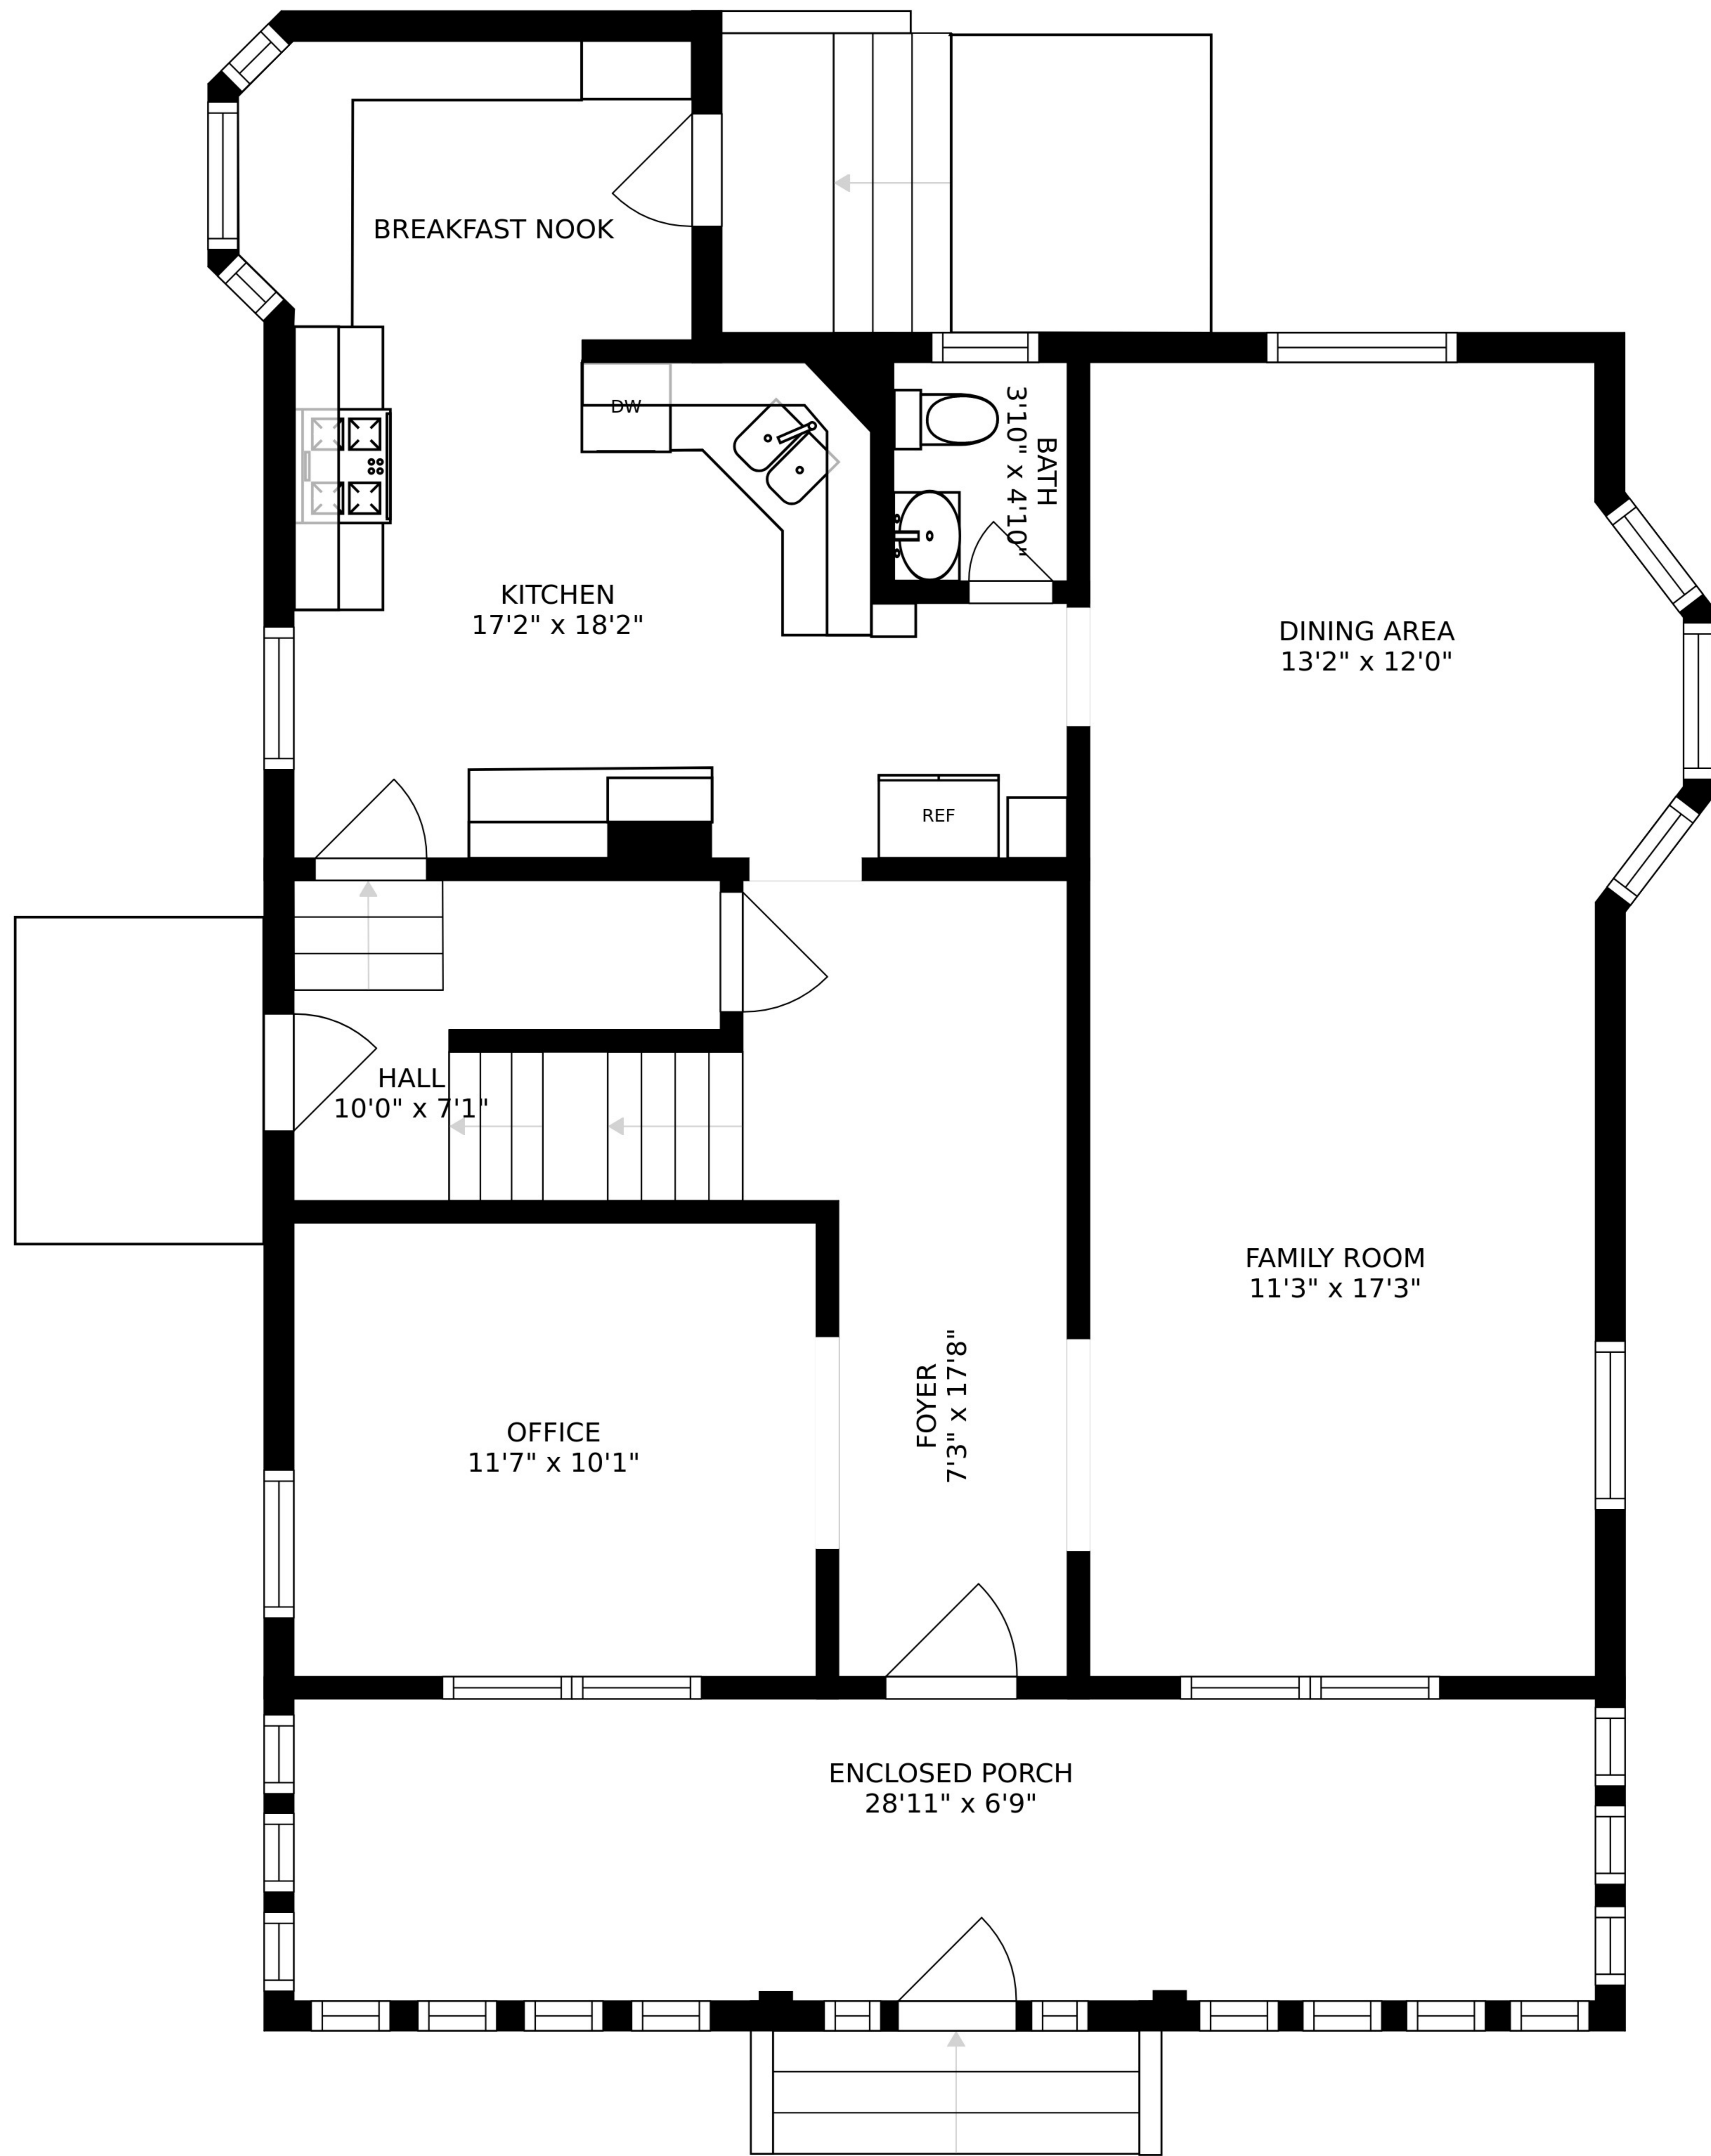 BREAKFAST NOOK
DW
BATH
3'10" x 4'10"
KITCHEN
17'2" x 18'2"
DINING AREA
13'2" x 12'0"
REF
HALL
10'0" x 7'1"
FAMILY ROOM
11'3" x 17'3"
FOYER
7'3" x 17'8"
OFFICE
11'7" x 10'1"
ENCLOSED PORCH
28'11" x 6'9"